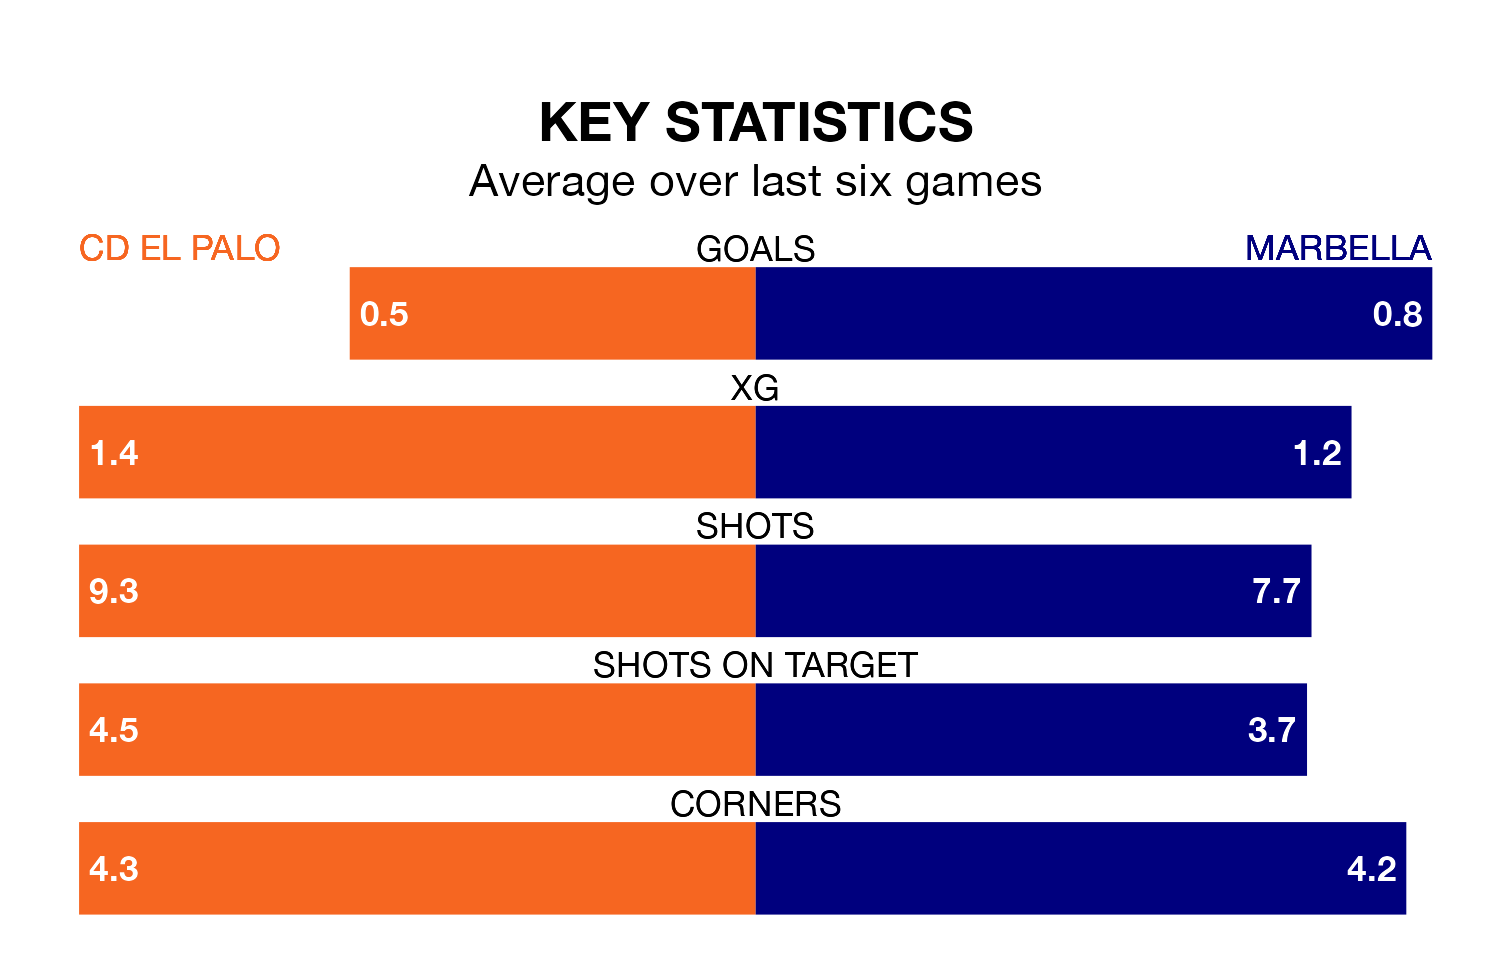 KEY STATISTICS
Average over last six games
CD EL PALO GOALS MARBELLA
0.5 0.8
XG
1.4 1.2
SHOTS
9.3 7.7
SHOTS ON TARGET
4.5 3.7
CORNERS
4.3 4.2